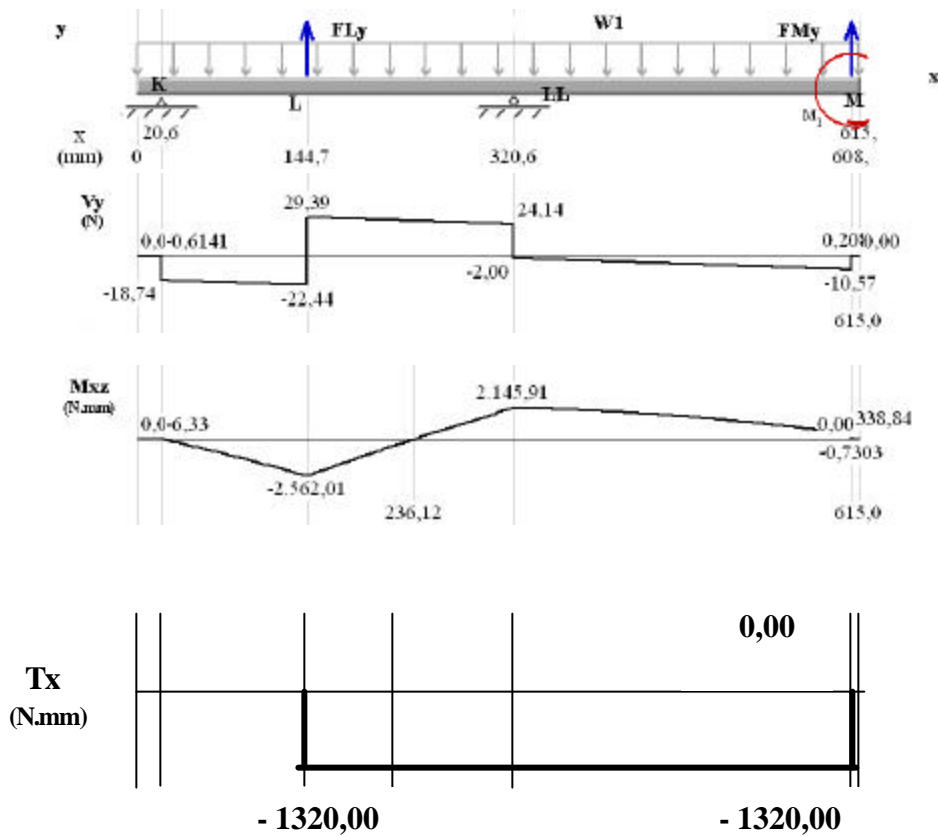 y FLy W1 FMy
x
K L LL M
M1
20,6 615,
x
(mm) 0 144,7 320,6 608,
Vy
(N)
29,39 24,14
0,0-0,6141 0,20 0,00
-18,74 -22,44 -2,00 -10,57
615,0
Mxz
(N.mm)
2.145,91
0,0-6,33 0,00 338,84
-2.562,01 -0,7303
236,12 615,0
0,00
Tx
(N.mm)
- 1320,00 - 1320,00